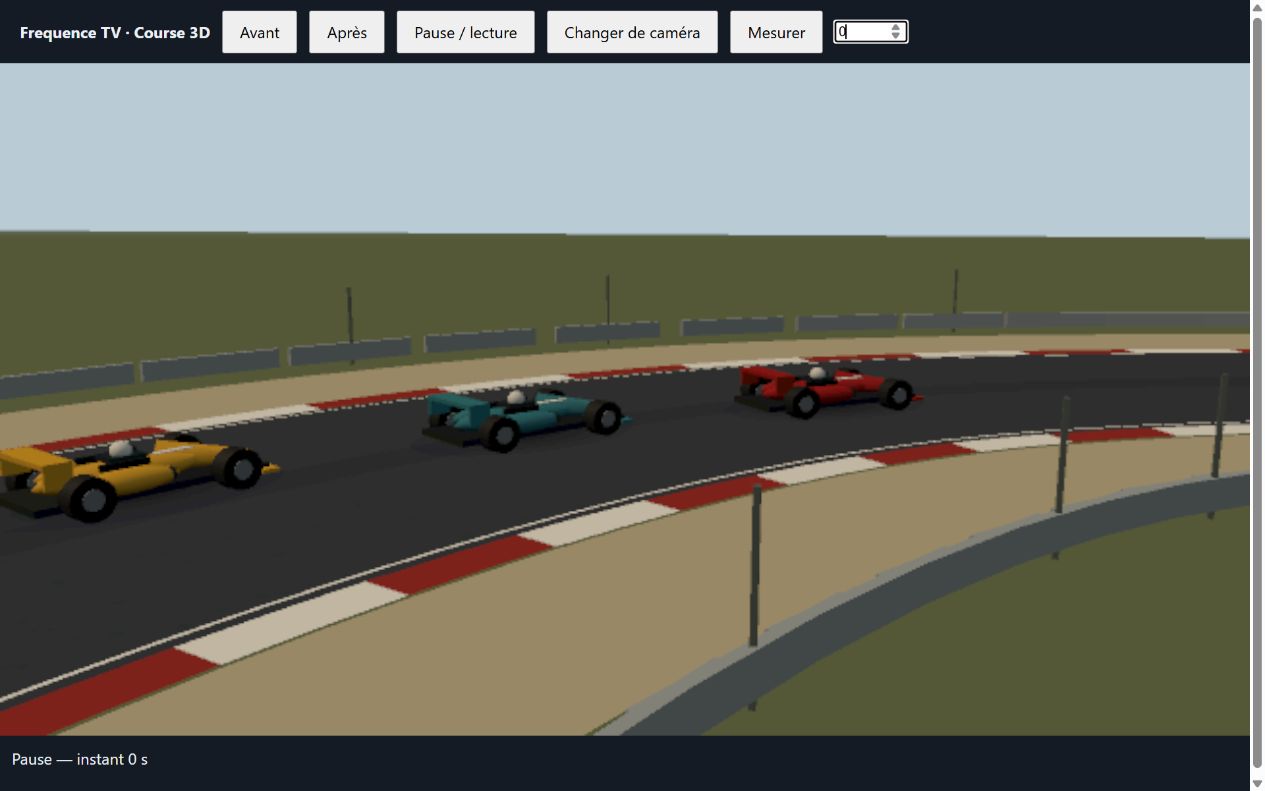 Frequence TV · Course 3D
Avant
Après
Pause / lecture
Changer de caméra
Mesurer
0
Pause — instant 0 s